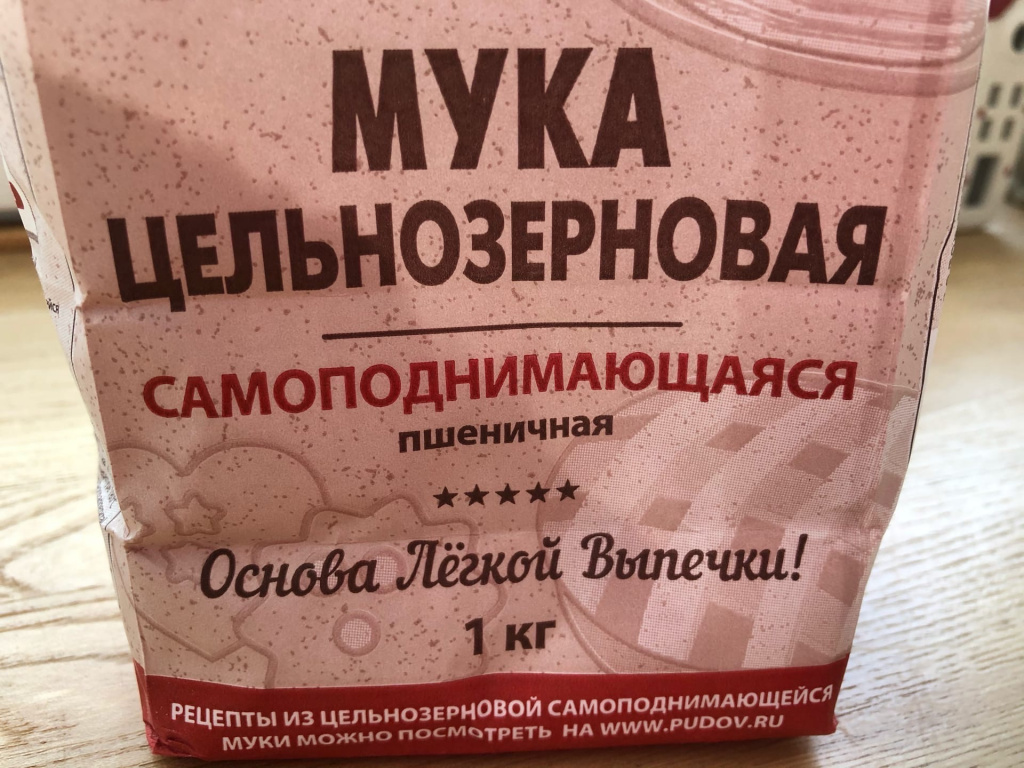 МУКА
ЦЕЛЬНОЗЕРНОВАЯ
САМОПОДНИМАЮЩАЯСЯ
пшеничная
★★★★★
Основа Лёгкой Выпечки!
1 кг
РЕЦЕПТЫ ИЗ ЦЕЛЬНОЗЕРНОВОЙ САМОПОДНИМАЮЩЕЙСЯ
МУКИ МОЖНО ПОСМОТРЕТЬ НА WWW.PUDOV.RU